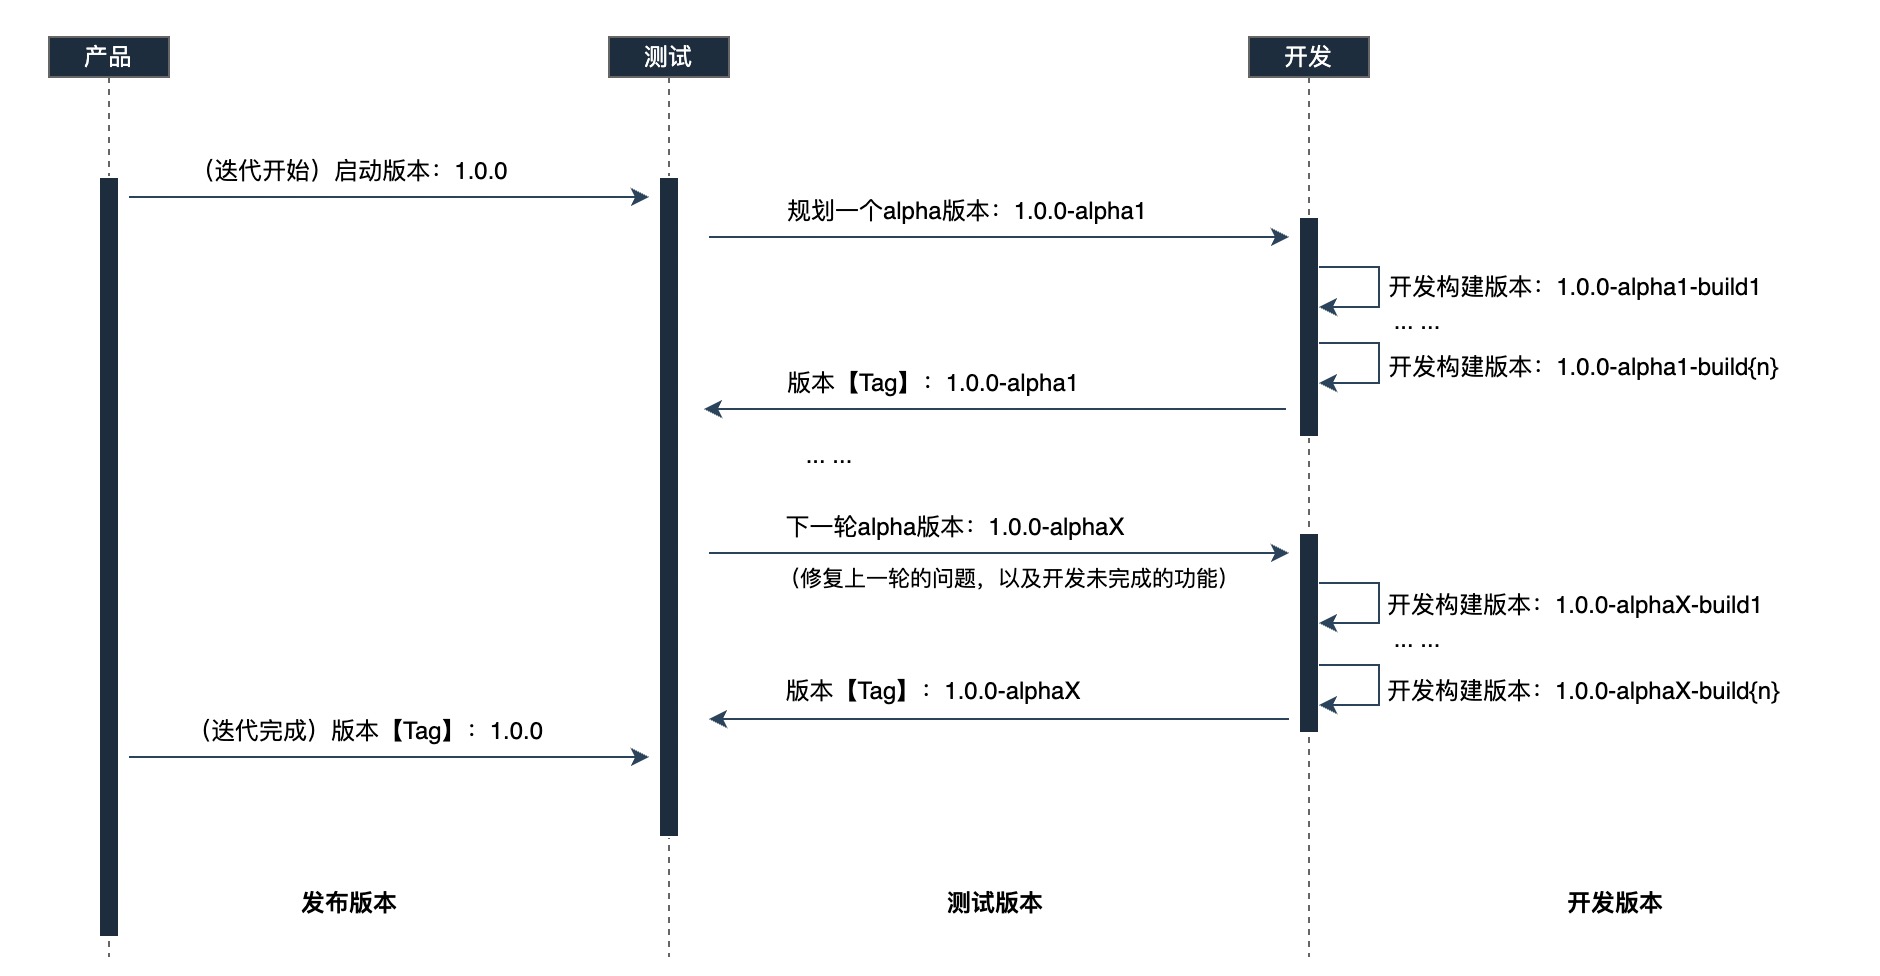 产品
测试
开发
（迭代开始）启动版本：1.0.0
规划一个alpha版本：1.0.0-alpha1
开发构建版本：1.0.0-alpha1-build1
... ...
开发构建版本：1.0.0-alpha1-build{n}
版本【Tag】：1.0.0-alpha1
... ...
下一轮alpha版本：1.0.0-alphaX
（修复上一轮的问题，以及开发未完成的功能）
开发构建版本：1.0.0-alphaX-build1
... ...
开发构建版本：1.0.0-alphaX-build{n}
版本【Tag】：1.0.0-alphaX
（迭代完成）版本【Tag】：1.0.0
发布版本
测试版本
开发版本